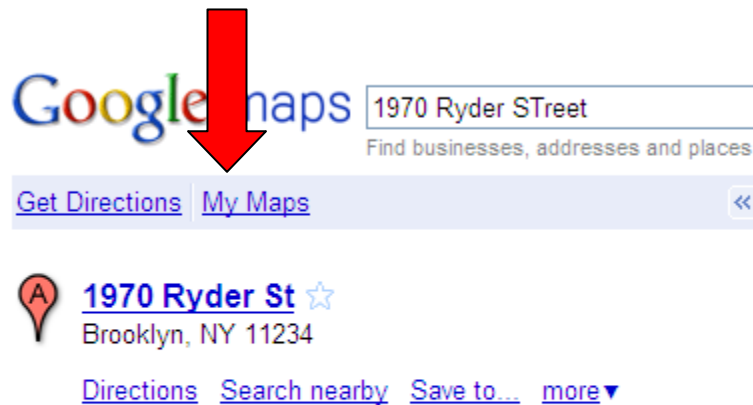 Google maps
1970 Ryder STreet
Find businesses, addresses and places
Get Directions My Maps «
A
1970 Ryder St ☆
Brooklyn, NY 11234
Directions Search nearby Save to... more▼